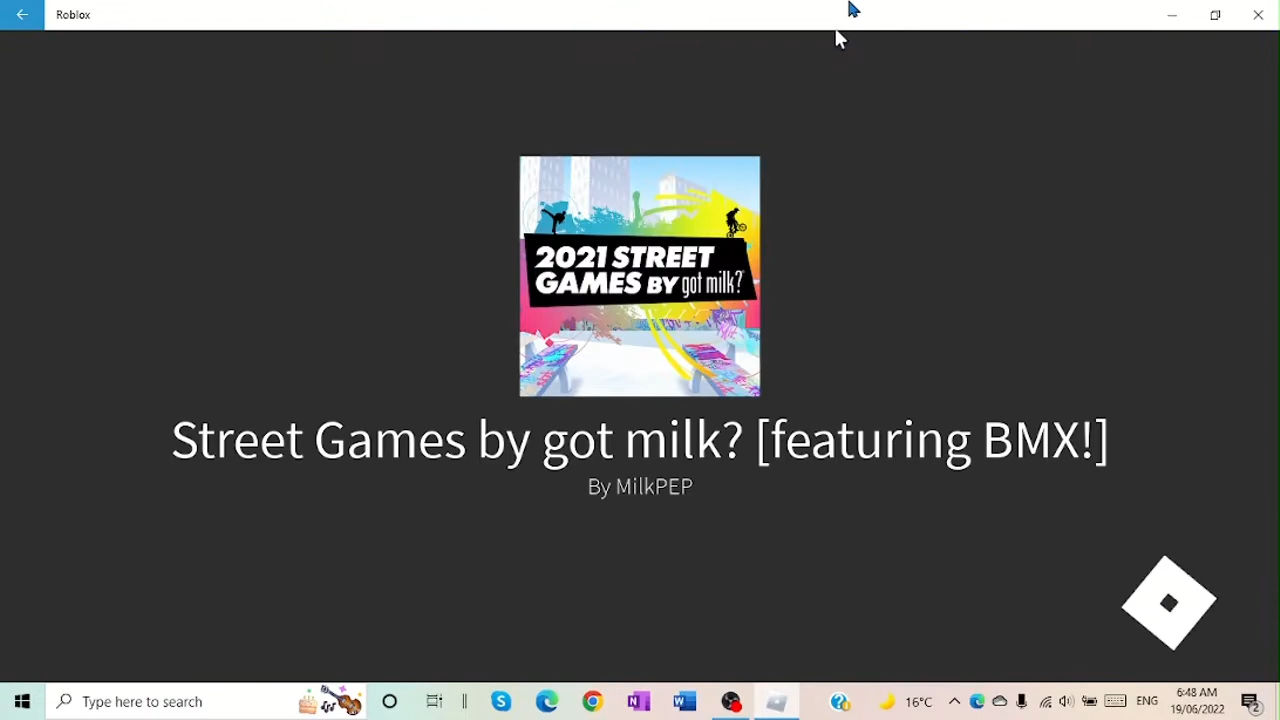 Roblox
2021 STREET
GAMES BY got milk?
Street Games by got milk? [featuring BMX!]
By MilkPEP
Type here to search
16°C
ENG
6:48 AM
19/06/2022
2